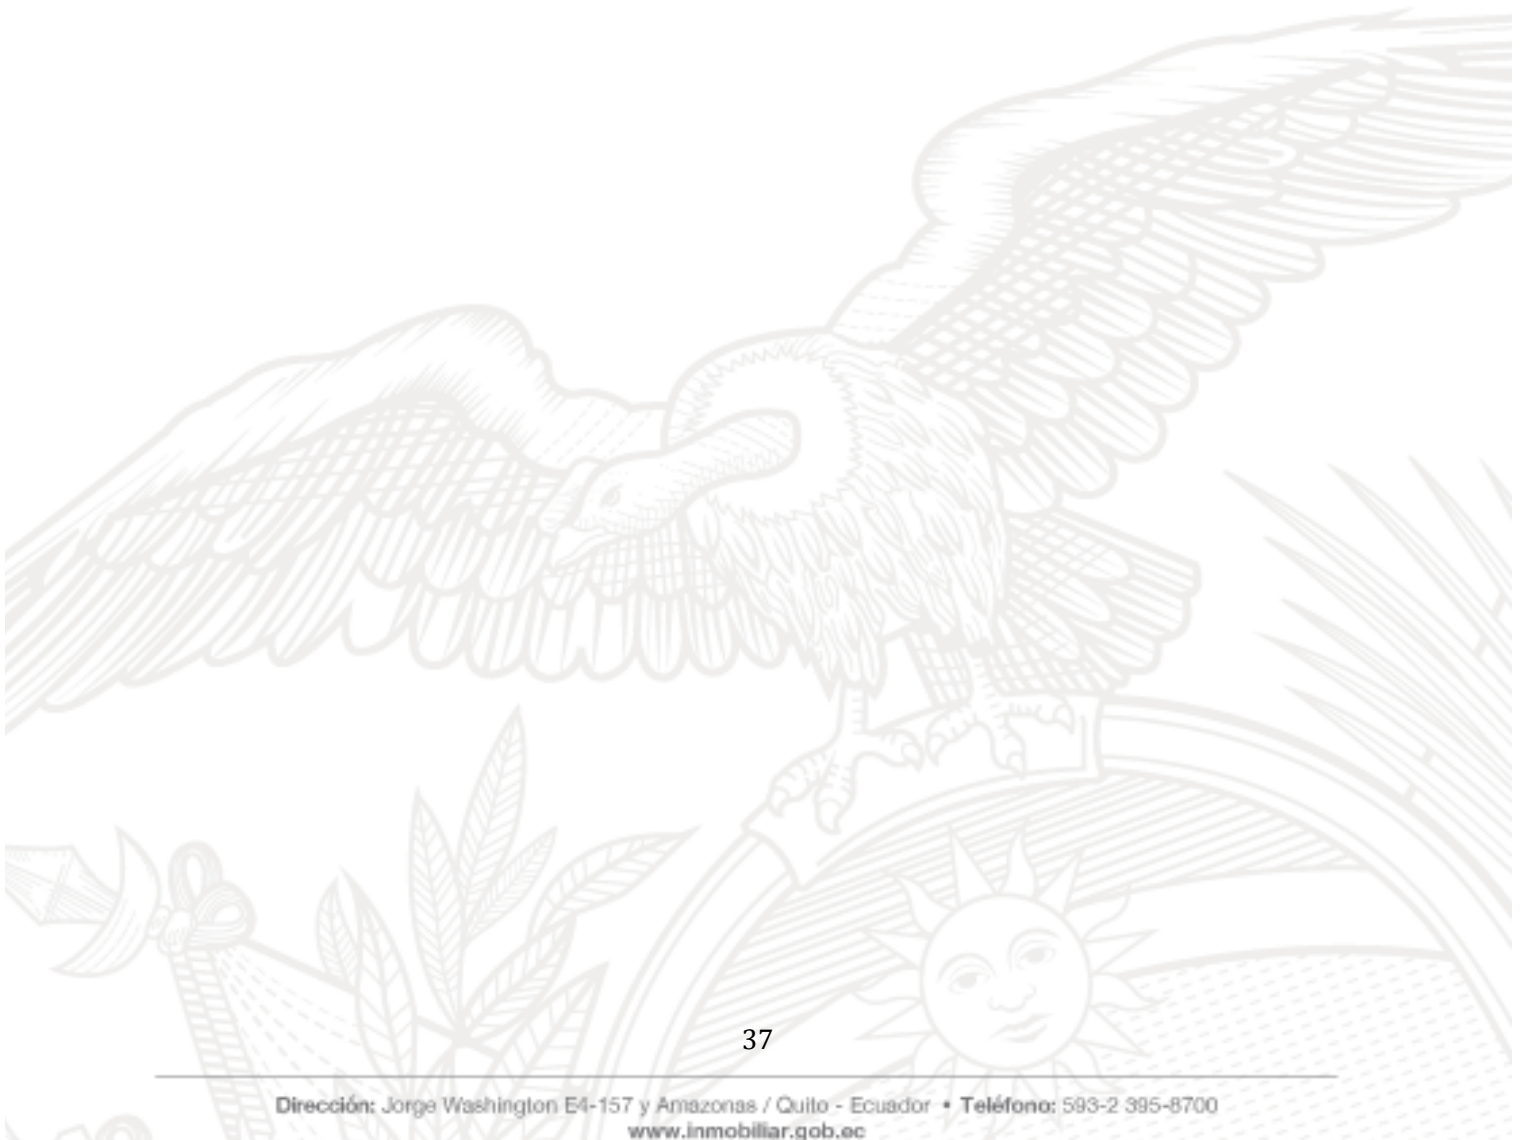 37
Dirección: Jorge Washington E4-157 y Amazonas / Quito - Ecuador • Teléfono: 593-2 395-8700
www.inmobiliar.gob.ec